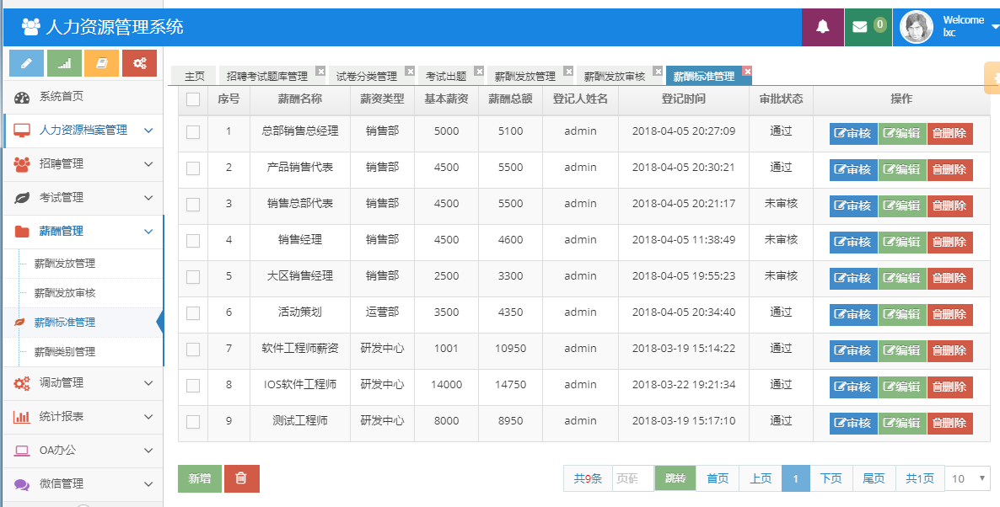 人力资源管理系统
0
Welcome
lxc
主页 招聘考试题库管理 试卷分类管理 考试出题 薪酬发放管理 薪酬发放审核 薪酬标准管理
系统首页
人力资源档案管理
招聘管理
考试管理
薪酬管理
薪酬发放管理
薪酬发放审核
薪酬标准管理
薪酬类别管理
调动管理
统计报表
OA办公
微信管理
序号 薪酬名称 薪资类型 基本薪资 薪酬总额 登记人姓名 登记时间 审批状态 操作
1 总部销售总经理 销售部 5000 5100 admin 2018-04-05 20:27:09 通过 审核 编辑 删除
2 产品销售代表 销售部 4500 5500 admin 2018-04-05 20:30:21 通过 审核 编辑 删除
3 销售总部代表 销售部 4500 5500 admin 2018-04-05 20:21:17 未审核 审核 编辑 删除
4 销售经理 销售部 4500 4600 admin 2018-04-05 11:38:49 未审核 审核 编辑 删除
5 大区销售经理 销售部 2500 3300 admin 2018-04-05 19:55:23 未审核 审核 编辑 删除
6 活动策划 运营部 3500 4350 admin 2018-04-05 20:34:40 通过 审核 编辑 删除
7 软件工程师薪资 研发中心 1001 10950 admin 2018-03-19 15:14:22 通过 审核 编辑 删除
8 IOS软件工程师 研发中心 14000 14750 admin 2018-03-22 19:21:34 通过 审核 编辑 删除
9 测试工程师 研发中心 8000 8950 admin 2018-03-19 15:17:10 通过 审核 编辑 删除
新增 共9条 页码 跳转 首页 上页 1 下页 尾页 共1页 10